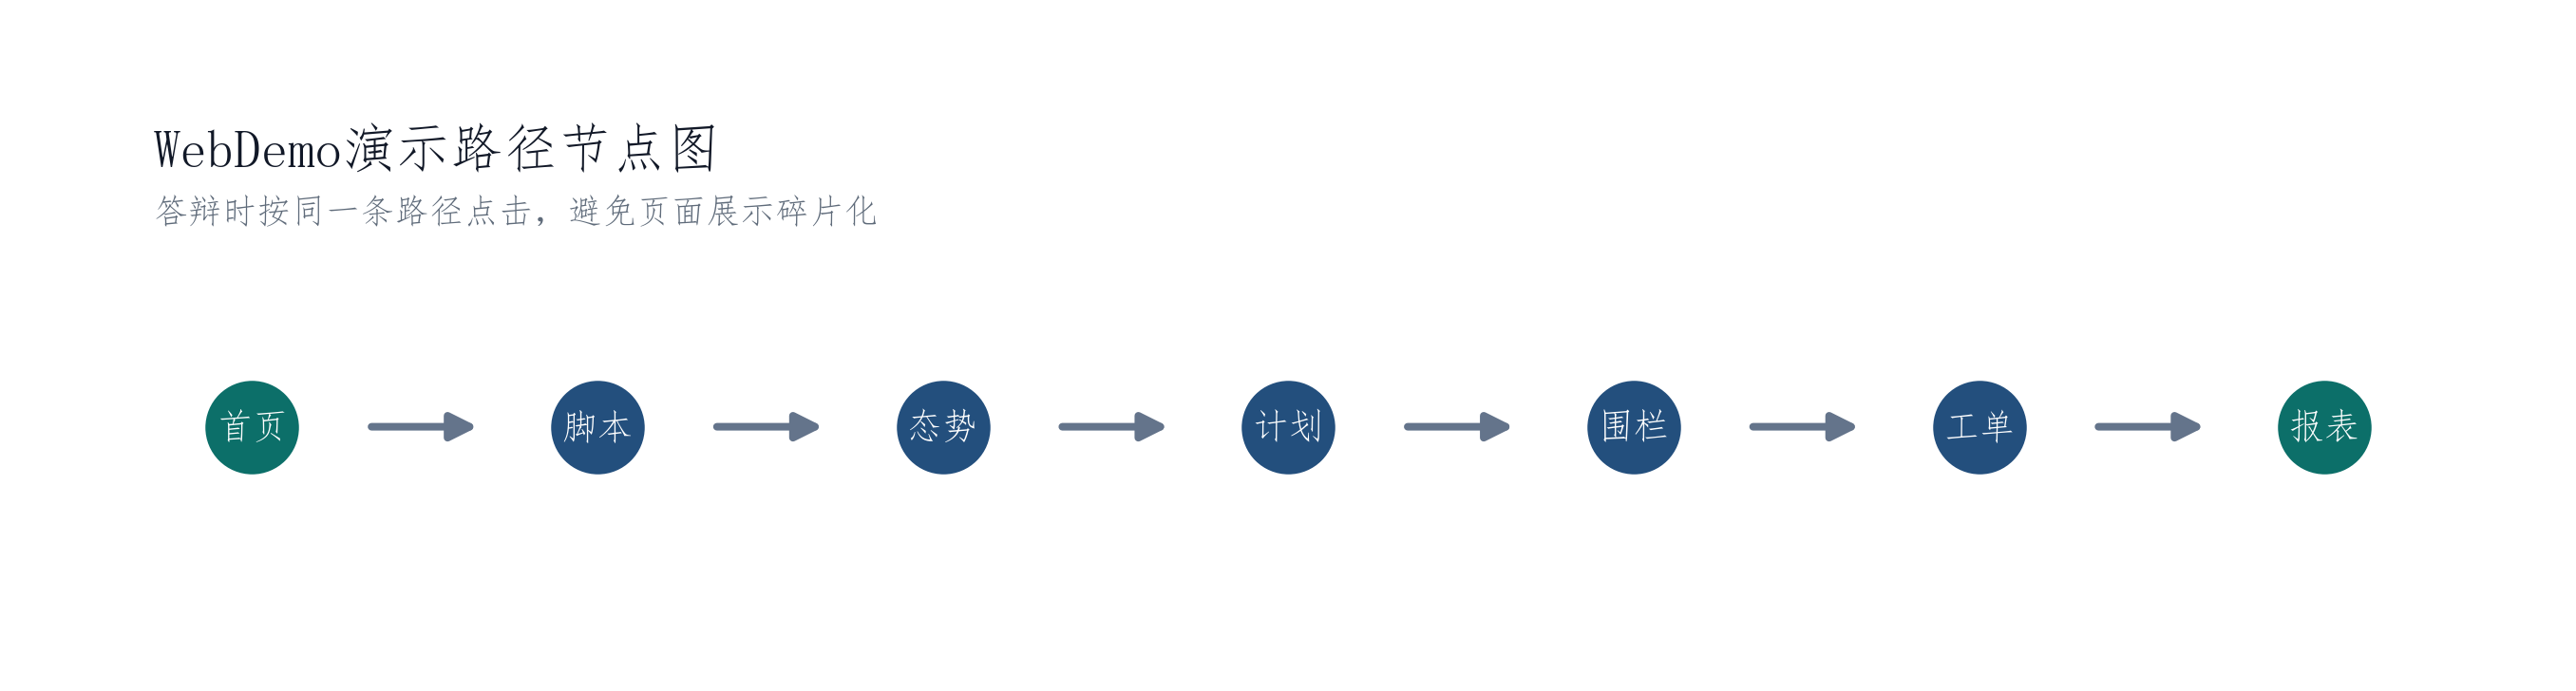 WebDemo演示路径节点图
答辩时按同一条路径点击，避免页面展示碎片化
首页
脚本
态势
计划
围栏
工单
报表